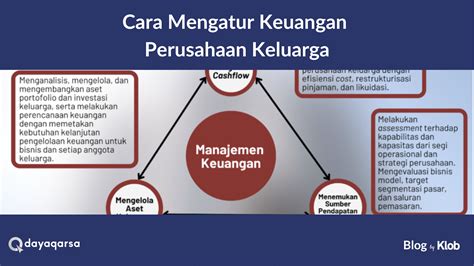 Cara Mengatur Keuangan
Perusahaan Keluarga
Menganalisis, mengelola, dan
mengembangkan aset
portofolio dan investasi
keluarga, serta melakukan
perencanaan keuangan
dengan memetakan
kebutuhan kelanjutan
pengelolaan keuangan untuk
bisnis dan setiap anggota
keluarga.
Cashflow
perusahaan keluarga dengan
efisiensi cost, restrukturisasi
pinjaman, dan likuidasi.
Manajemen
Keuangan
Melakukan
assessment terhadap
kapabilitas dan
kapasitas dari segi
operasional dan
strategi perusahaan.
Mengevaluasi bisnis
model, target
segmentasi pasar,
dan saluran
pemasaran.
Mengelola
Aset
Menemukan
Sumber
Pendapatan
dayaqarsa
Blog by Klob